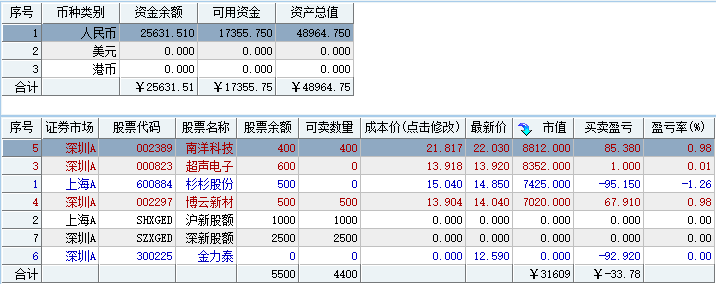 序号 币种类别 资金余额 可用资金 资产总值
1 人民币 25631.510 17355.750 48964.750
2 美元 0.000 0.000 0.000
3 港币 0.000 0.000 0.000
合计 ￥25631.51 ￥17355.75 ￥48964.75
序号 证券市场 股票代码 股票名称 股票余额 可卖数量 成本价(点击修改) 最新价 市值 买卖盈亏 盈亏率(%)
5 深圳A 002389 南洋科技 400 400 21.817 22.030 8812.000 85.380 0.98
3 深圳A 000823 超声电子 600 0 13.918 13.920 8352.000 1.000 0.01
1 上海A 600884 杉杉股份 500 0 15.040 14.850 7425.000 -95.150 -1.26
4 深圳A 002297 博云新材 500 500 13.904 14.040 7020.000 67.910 0.98
2 上海A SHXGED 沪新股额 1000 1000 0.000 0.000 0.000 0.000 0.00
7 深圳A SZXGED 深新股额 2500 2500 0.000 0.000 0.000 0.000 0.00
6 深圳A 300225 金力泰 0 0 0.000 12.590 0.000 -92.920 0.00
合计 5500 4400 ￥31609 ￥-33.78